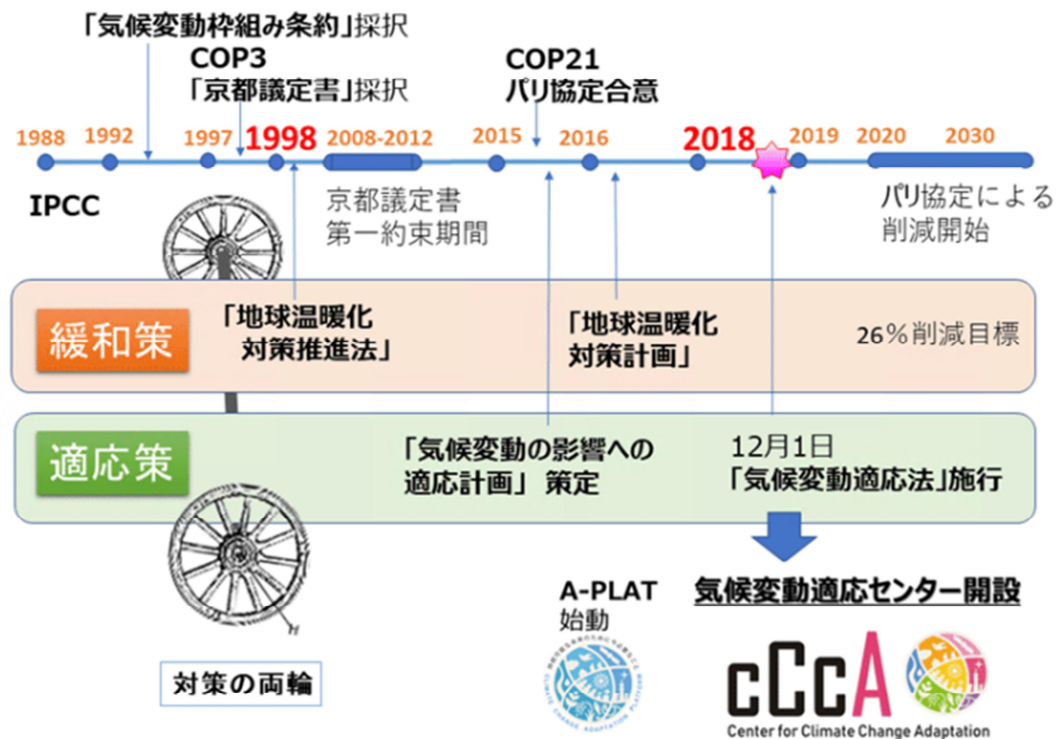 「気候変動枠組み条約」採択
COP3
「京都議定書」採択
COP21
パリ協定合意
1988
1992
1997
1998
2008-2012
2015
2016
2018
2019
2020
2030
IPCC
京都議定書
第一約束期間
パリ協定による
削減開始
緩和策
「地球温暖化
対策推進法」
「地球温暖化
対策計画」
26%削減目標
適応策
「気候変動の影響への
適応計画」 策定
12月1日
「気候変動適応法」施行
対策の両輪
A-PLAT
始動
CLIMATE CHANGE ADAPTATION PLATFORM
気候変動適応センター開設
cCcA
Center for Climate Change Adaptation